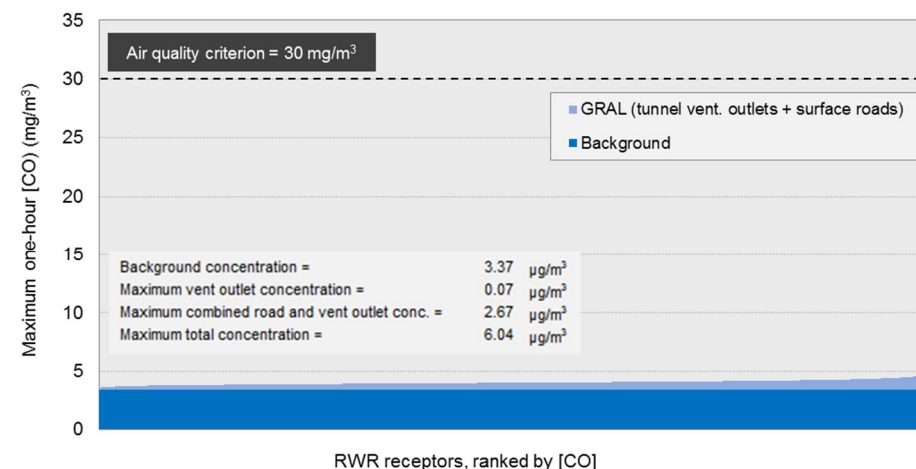 35
30
25
20
15
10
5
0
Maximum one-hour [CO] (mg/m³)
Air quality criterion = 30 mg/m³
GRAL (tunnel vent. outlets + surface roads)
Background
Background concentration = 3.37 µg/m³
Maximum vent outlet concentration = 0.07 µg/m³
Maximum combined road and vent outlet conc. = 2.67 µg/m³
Maximum total concentration = 6.04 µg/m³
RWR receptors, ranked by [CO]